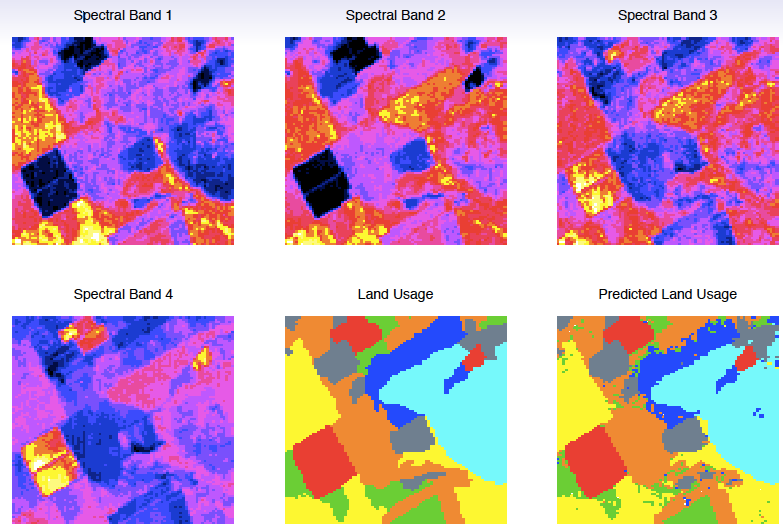 Spectral Band 1
Spectral Band 2
Spectral Band 3
Spectral Band 4
Land Usage
Predicted Land Usage